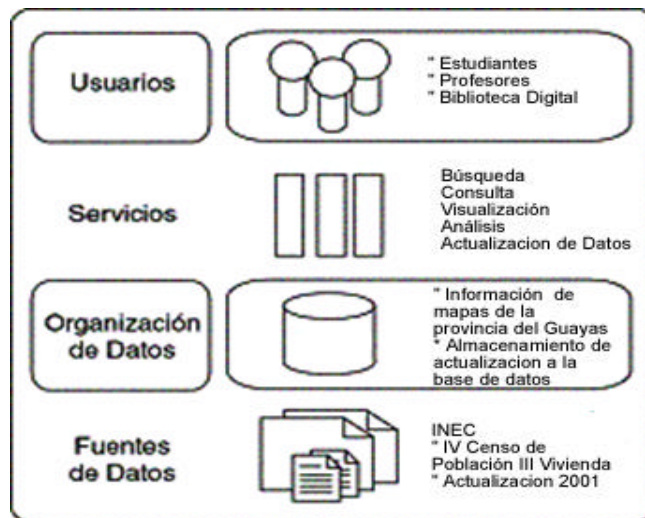 Usuarios
" Estudiantes
" Profesores
" Biblioteca Digital
Servicios
Búsqueda
Consulta
Visualización
Análisis
Actualizacion de Datos
Organización
de Datos
" Información de
mapas de la
provincia del Guayas
* Almacenamiento de
actualizacion a la
base de datos
Fuentes
de Datos
INEC
" IV Censo de
Población III Vivienda
" Actualizacion 2001